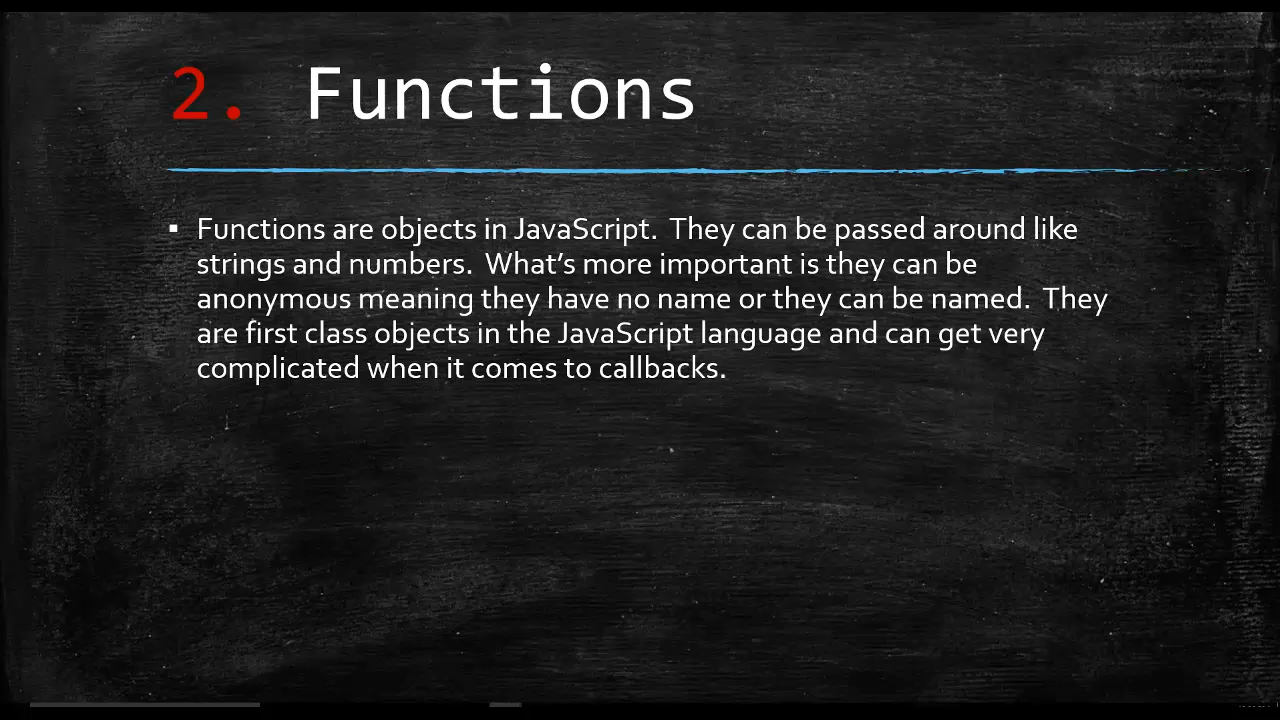 2. Functions
▪ Functions are objects in JavaScript.  They can be passed around like
strings and numbers.  What’s more important is they can be
anonymous meaning they have no name or they can be named.  They
are first class objects in the JavaScript language and can get very
complicated when it comes to callbacks.